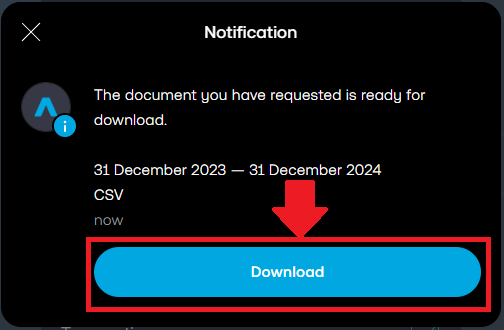 Notification
The document you have requested is ready for
download.
31 December 2023 — 31 December 2024
CSV
now
Download